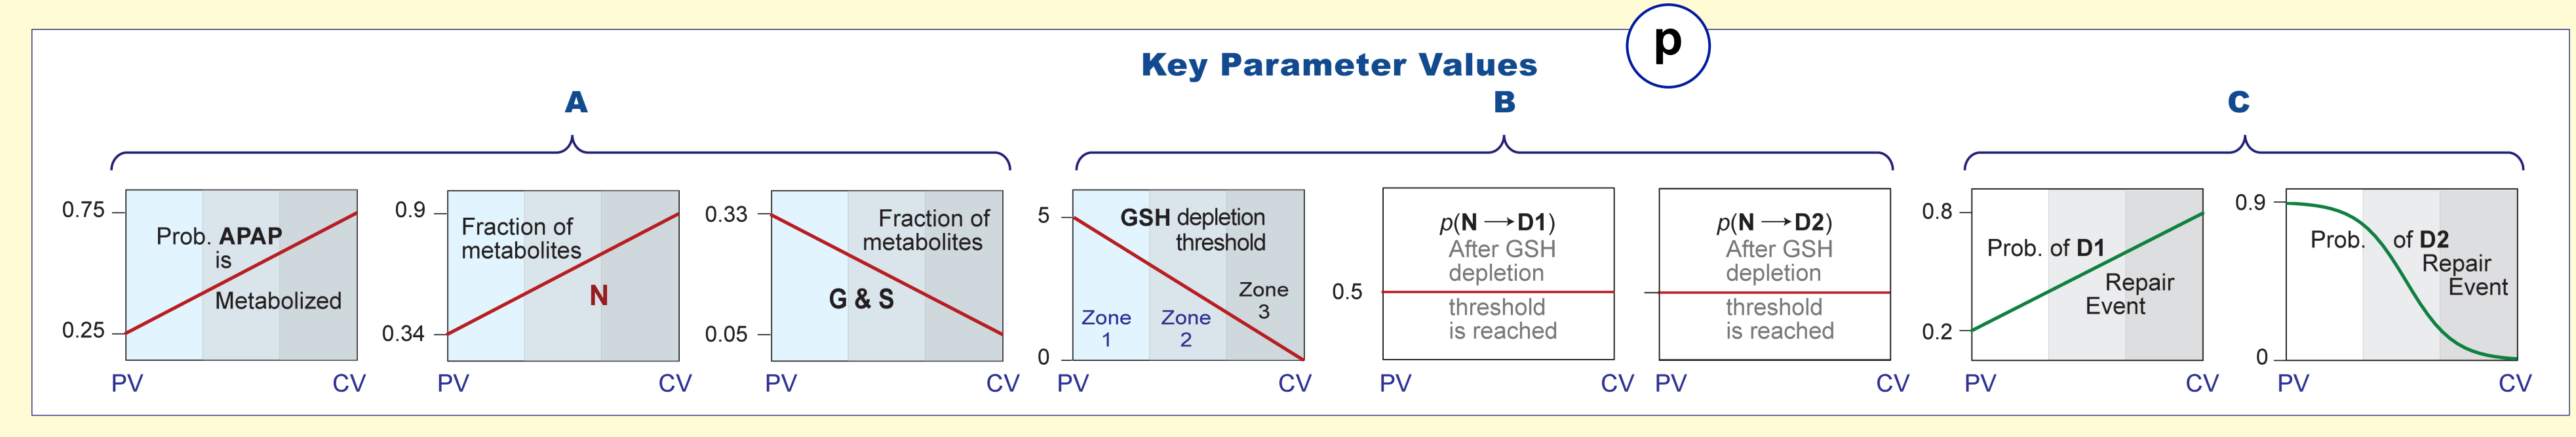 p
Key Parameter Values
A
B
C
0.75
0.25
Prob. APAP
is
Metabolized
PV
CV
0.9
0.34
Fraction of
metabolites
N
PV
CV
0.33
0.05
Fraction of
metabolites
G & S
PV
CV
5
0
GSH depletion
threshold
Zone
1
Zone
2
Zone
3
PV
CV
0.5
p(N → D1)
After GSH
depletion
threshold
is reached
PV
CV
p(N → D2)
After GSH
depletion
threshold
is reached
PV
CV
0.8
0.2
Prob. of D1
Repair
Event
PV
CV
0.9
0
Prob. of D2
Repair
Event
PV
CV